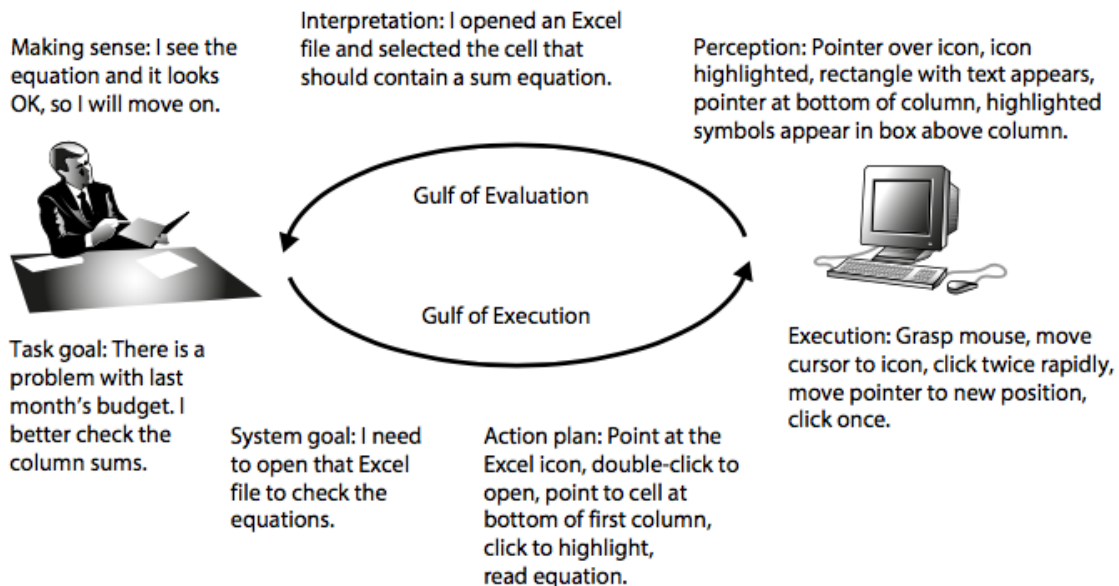 Making sense: I see the
equation and it looks
OK, so I will move on.
Interpretation: I opened an Excel
file and selected the cell that
should contain a sum equation.
Perception: Pointer over icon, icon
highlighted, rectangle with text appears,
pointer at bottom of column, highlighted
symbols appear in box above column.
Gulf of Evaluation
Gulf of Execution
Task goal: There is a
problem with last
month's budget. I
better check the
column sums.
System goal: I need
to open that Excel
file to check the
equations.
Action plan: Point at the
Excel icon, double-click to
open, point to cell at
bottom of first column,
click to highlight,
read equation.
Execution: Grasp mouse, move
cursor to icon, click twice rapidly,
move pointer to new position,
click once.